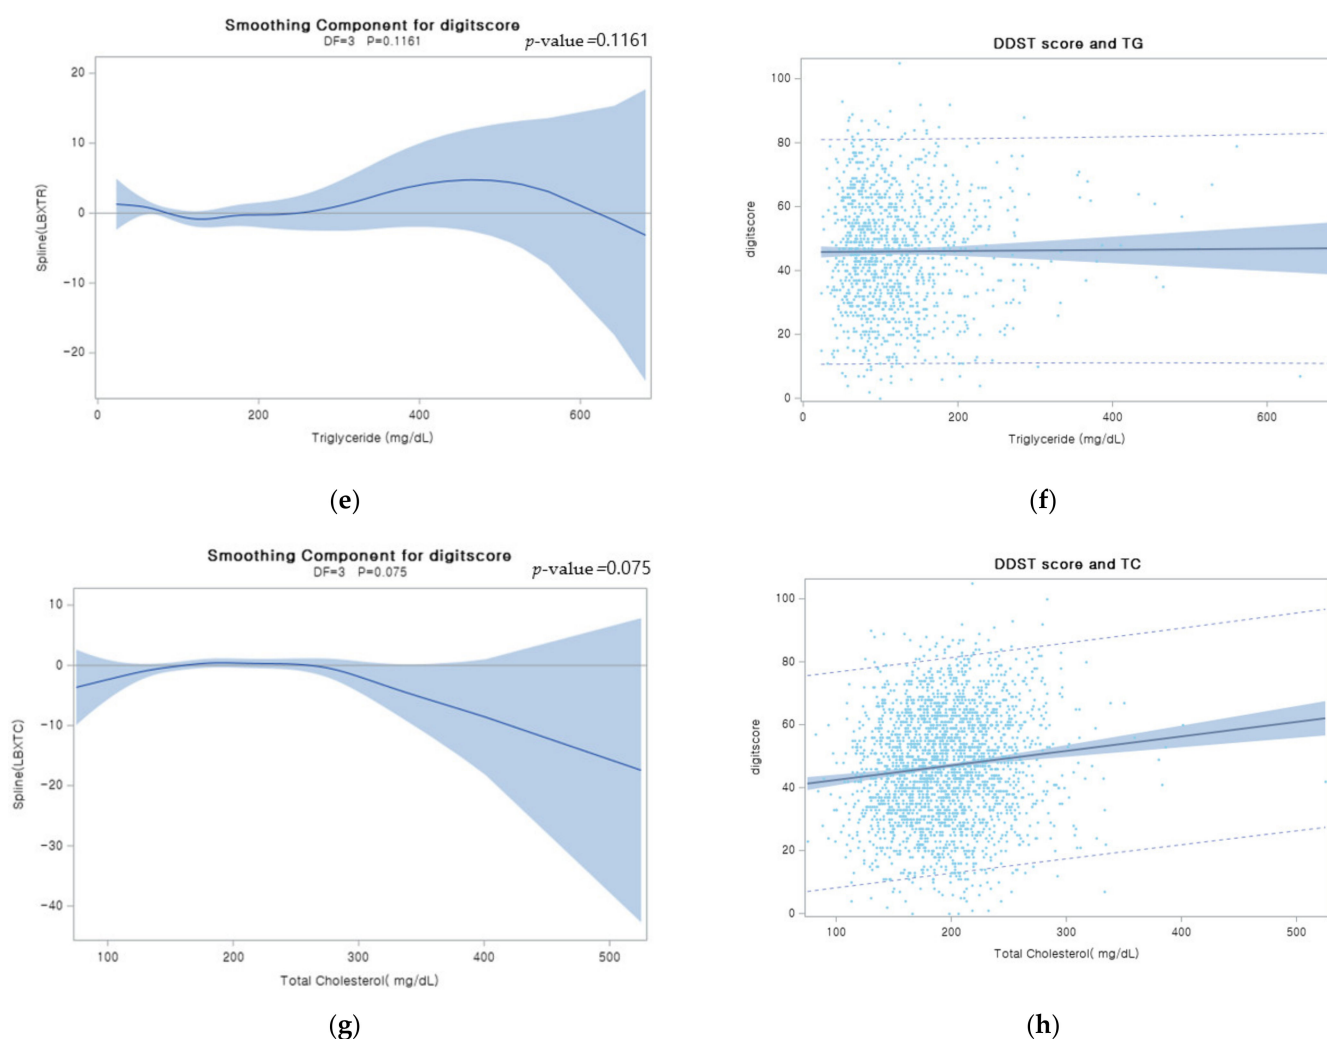 Smoothing Component for digitscore
DF=3 P=0.1161
p-value=0.1161
20
10
0
−10
−20
Spline(LBXTR)
0 200 400 600
Triglyceride (mg/dL)
(e)
DDST score and TG
100
80
60
40
20
0
digitscore
0 200 400 600
Triglyceride (mg/dL)
(f)
Smoothing Component for digitscore
DF=3 P=0.075
p-value=0.075
10
0
−10
−20
−30
−40
Spline(LBXTC)
100 200 300 400 500
Total Cholesterol( mg/dL)
(g)
DDST score and TC
100
80
60
40
20
0
digitscore
100 200 300 400 500
Total Cholesterol( mg/dL)
(h)